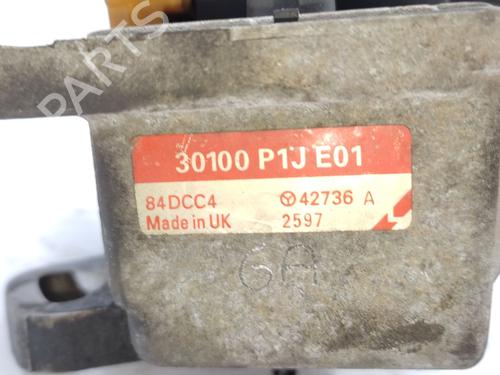 30100 P1J E01
84DCC4 42736 A
Made in UK 2597
6A
B-PARTS